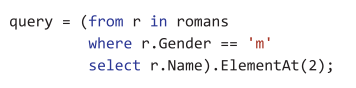 query = (from r in romans
where r.Gender == 'm'
select r.Name).ElementAt(2);